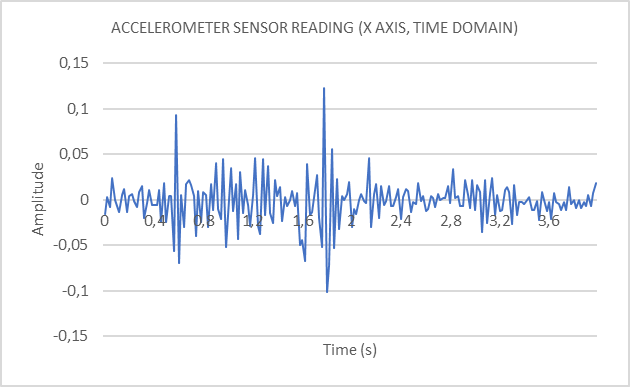 ACCELEROMETER SENSOR READING (X AXIS, TIME DOMAIN)
0,15
0,1
0,05
0
-0,05
-0,1
-0,15
Amplitude
0 0,4 0,8 1,2 1,6 2 2,4 2,8 3,2 3,6
Time (s)